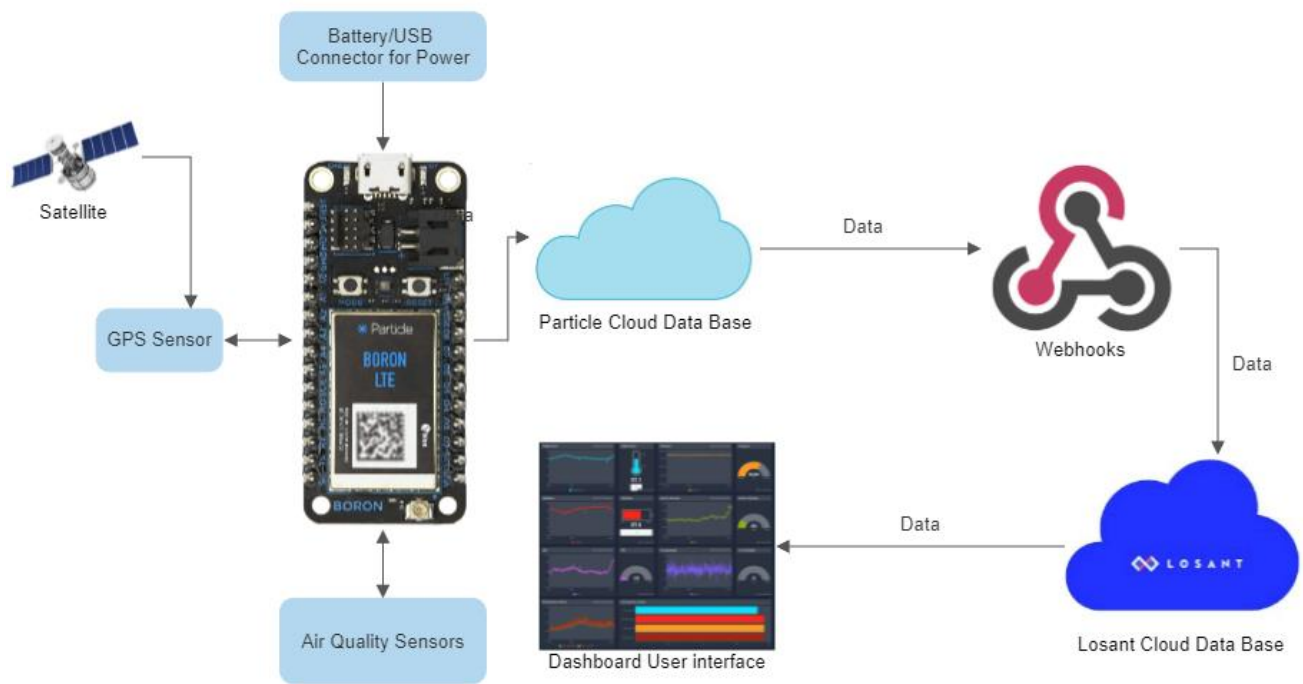 Battery/USB
Connector for Power
Satellite
GPS Sensor
Particle
BORON
LTE
BORON
Air Quality Sensors
Particle Cloud Data Base
Data
Webhooks
Data
LOSANT
Losant Cloud Data Base
Data
Dashboard User interface